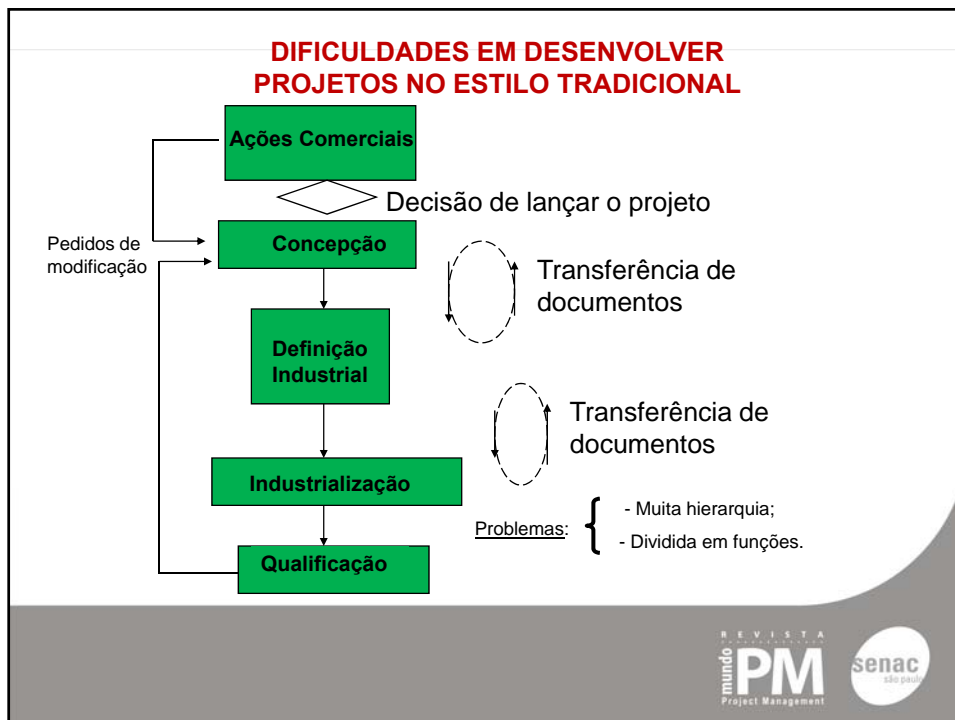 DIFICULDADES EM DESENVOLVER
PROJETOS NO ESTILO TRADICIONAL
Ações Comerciais
Decisão de lançar o projeto
Pedidos de
modificação
Concepção
Transferência de
documentos
Definição
Industrial
Transferência de
documentos
Industrialização
Problemas:
- Muita hierarquia;
- Dividida em funções.
Qualificação
REVISTA
mundo
PM
Project Management
senac
são paulo